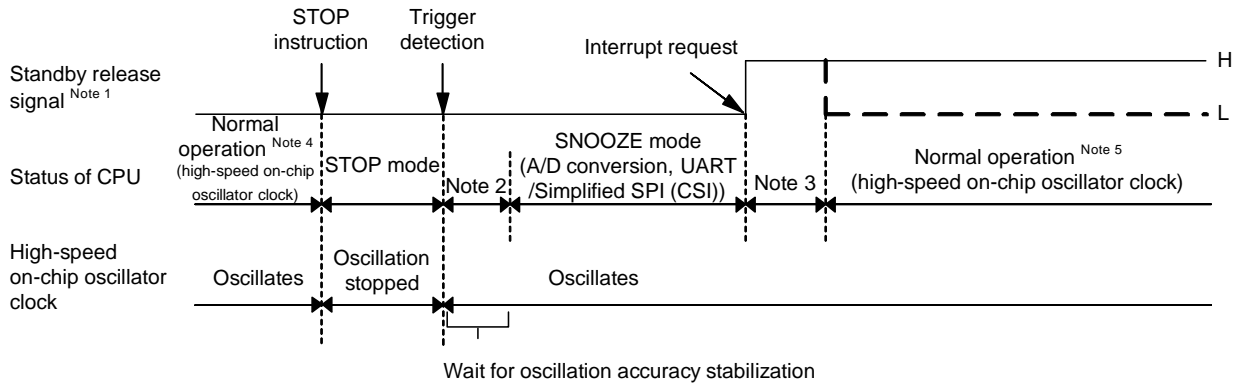 STOP instruction
Trigger detection
Interrupt request
Standby release
signal Note 1
H
L
Status of CPU
Normal
operation Note 4
(high-speed on-chip
oscillator clock)
STOP mode
Note 2
SNOOZE mode
(A/D conversion, UART
/Simplified SPI (CSI))
Note 3
Normal operation Note 5
(high-speed on-chip oscillator clock)
High-speed
on-chip oscillator
clock
Oscillates
Oscillation
stopped
Oscillates
Wait for oscillation accuracy stabilization